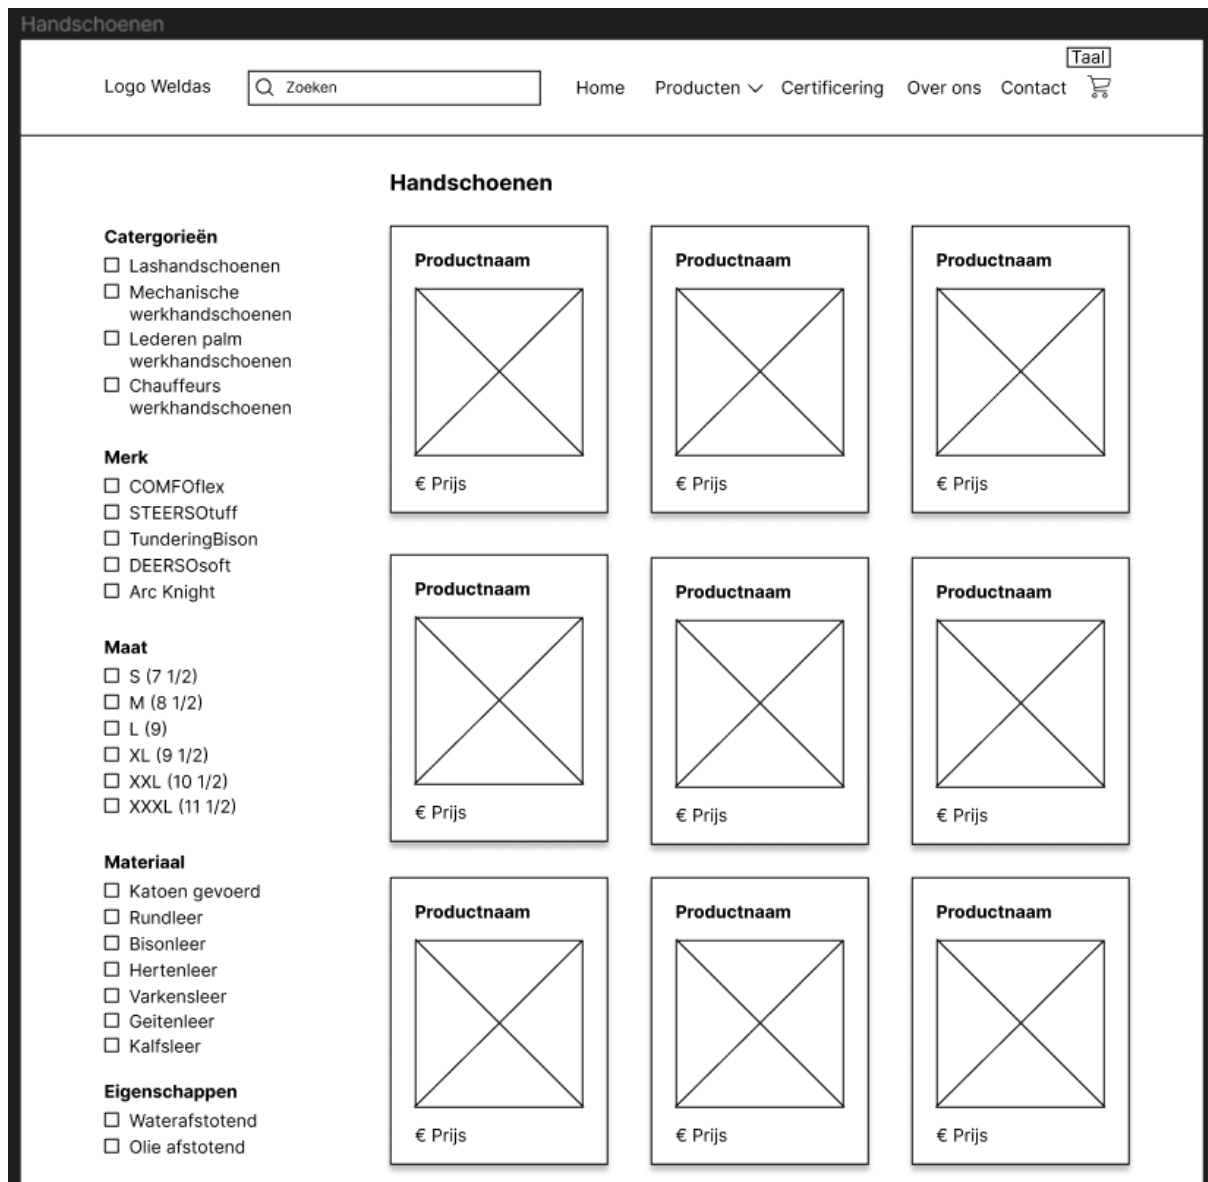 Handschoenen
Taal
Logo Weldas
Zoeken
Home
Producten
Certificering
Over ons
Contact
Handschoenen
Catergorieën
Lashandschoenen
Mechanische
werkhandschoenen
Lederen palm
werkhandschoenen
Chauffeurs
werkhandschoenen
Merk
COMFOflex
STEERSOtuff
TunderingBison
DEERSOsoft
Arc Knight
Maat
S (7 1/2)
M (8 1/2)
L (9)
XL (9 1/2)
XXL (10 1/2)
XXXL (11 1/2)
Materiaal
Katoen gevoerd
Rundleer
Bisonleer
Hertenleer
Varkensleer
Geitenleer
Kalfsleer
Eigenschappen
Waterafstotend
Olie afstotend
Productnaam
€ Prijs
Productnaam
€ Prijs
Productnaam
€ Prijs
Productnaam
€ Prijs
Productnaam
€ Prijs
Productnaam
€ Prijs
Productnaam
€ Prijs
Productnaam
€ Prijs
Productnaam
€ Prijs